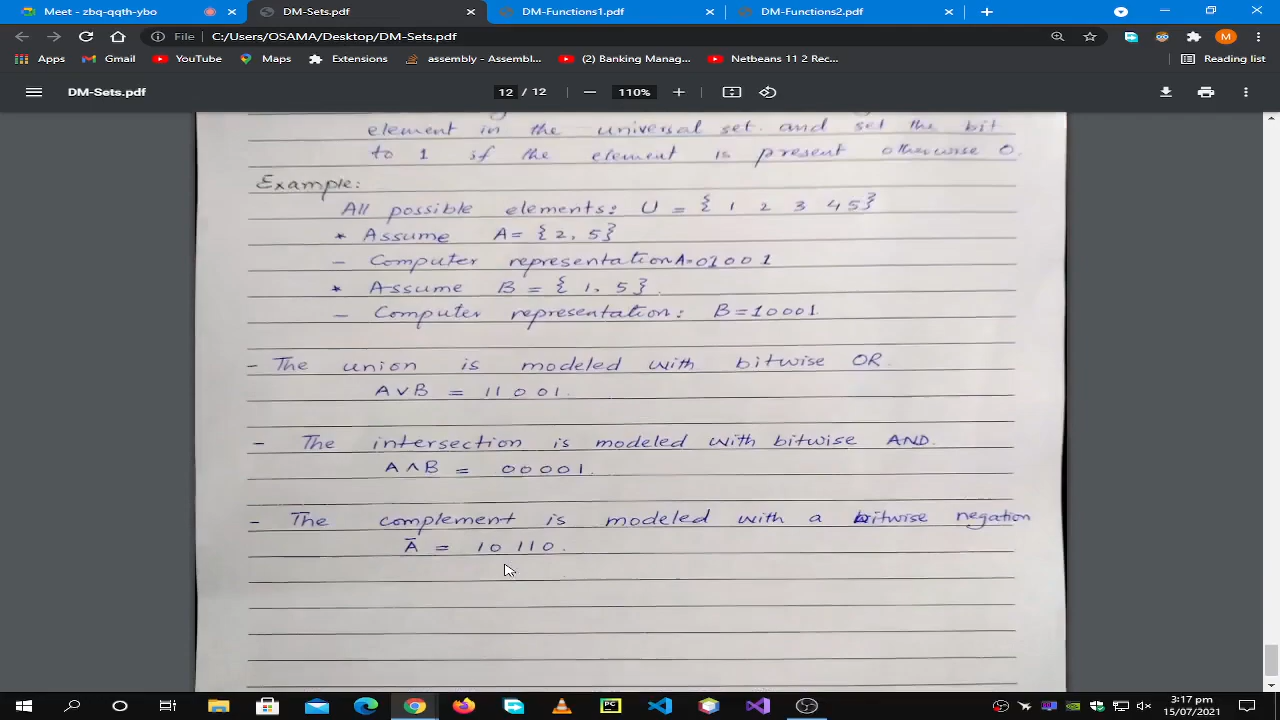 Meet - zbq-qqth-ybo
DM-Sets.pdf
DM-Functions1.pdf
DM-Functions2.pdf
File
C:/Users/OSAMA/Desktop/DM-Sets.pdf
M
Apps
Gmail
YouTube
Maps
Extensions
assembly - Assembl...
(2) Banking Manag...
Netbeans 11 2 Rec...
Reading list
DM-Sets.pdf
12 / 12
110%
element in the universal set. and set the bit
to 1 if the element is present otherwise 0.
Example:
All possible elements: U = { 1 2 3 4 5}
* Assume A= {2, 5}
- Computer representation A=01001
* Assume B = { 1, 5}.
- Computer representation: B=10001.
- The union is modeled with bitwise OR.
A∨B = 11001.
- The intersection is modeled with bitwise AND.
A∧B = 00001.
- The complement is modeled with a bitwise negation
Ā = 10110.
PC
3:17 pm
15/07/2021